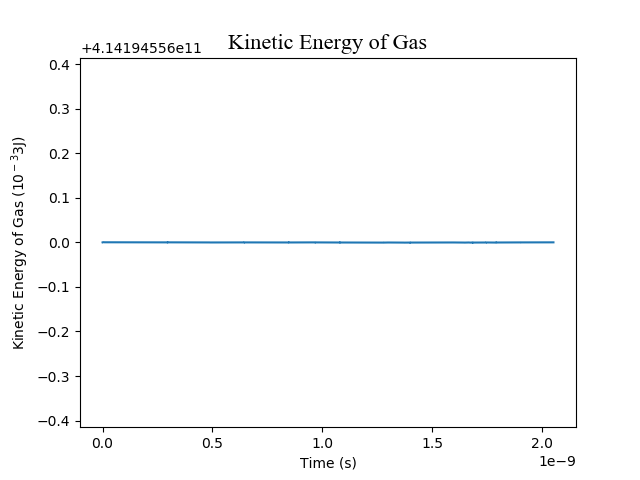 Kinetic Energy of Gas
+4.14194556e11
0.4
0.3
0.2
0.1
0.0
−0.1
−0.2
−0.3
−0.4
Kinetic Energy of Gas (10⁻³3J)
0.0 0.5 1.0 1.5 2.0
1e−9
Time (s)